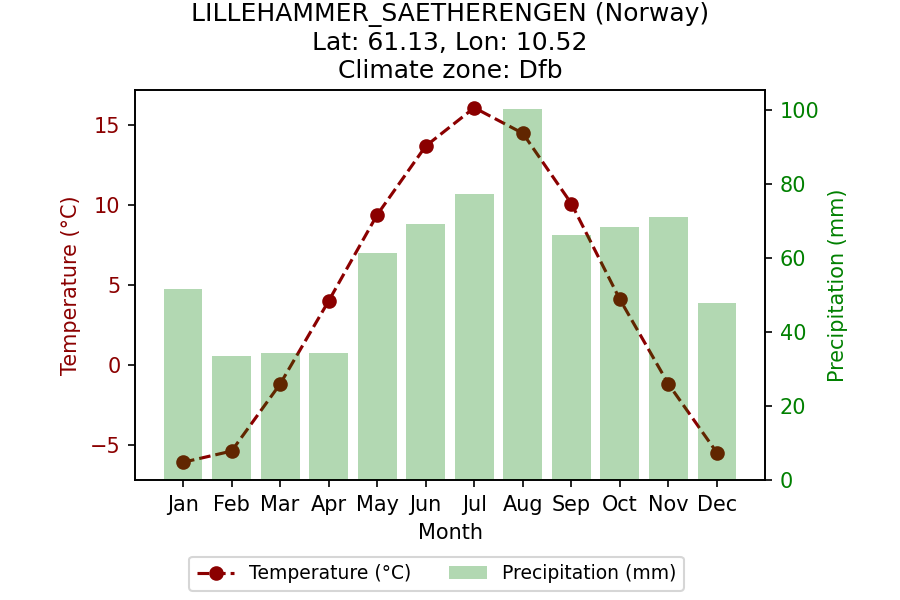 LILLEHAMMER_SAETHERENGEN (Norway)
Lat: 61.13, Lon: 10.52
Climate zone: Dfb
Temperature (°C)
15
10
5
0
−5
100
80
60
40
20
0
Precipitation (mm)
Jan Feb Mar Apr May Jun Jul Aug Sep Oct Nov Dec
Month
Temperature (°C) Precipitation (mm)